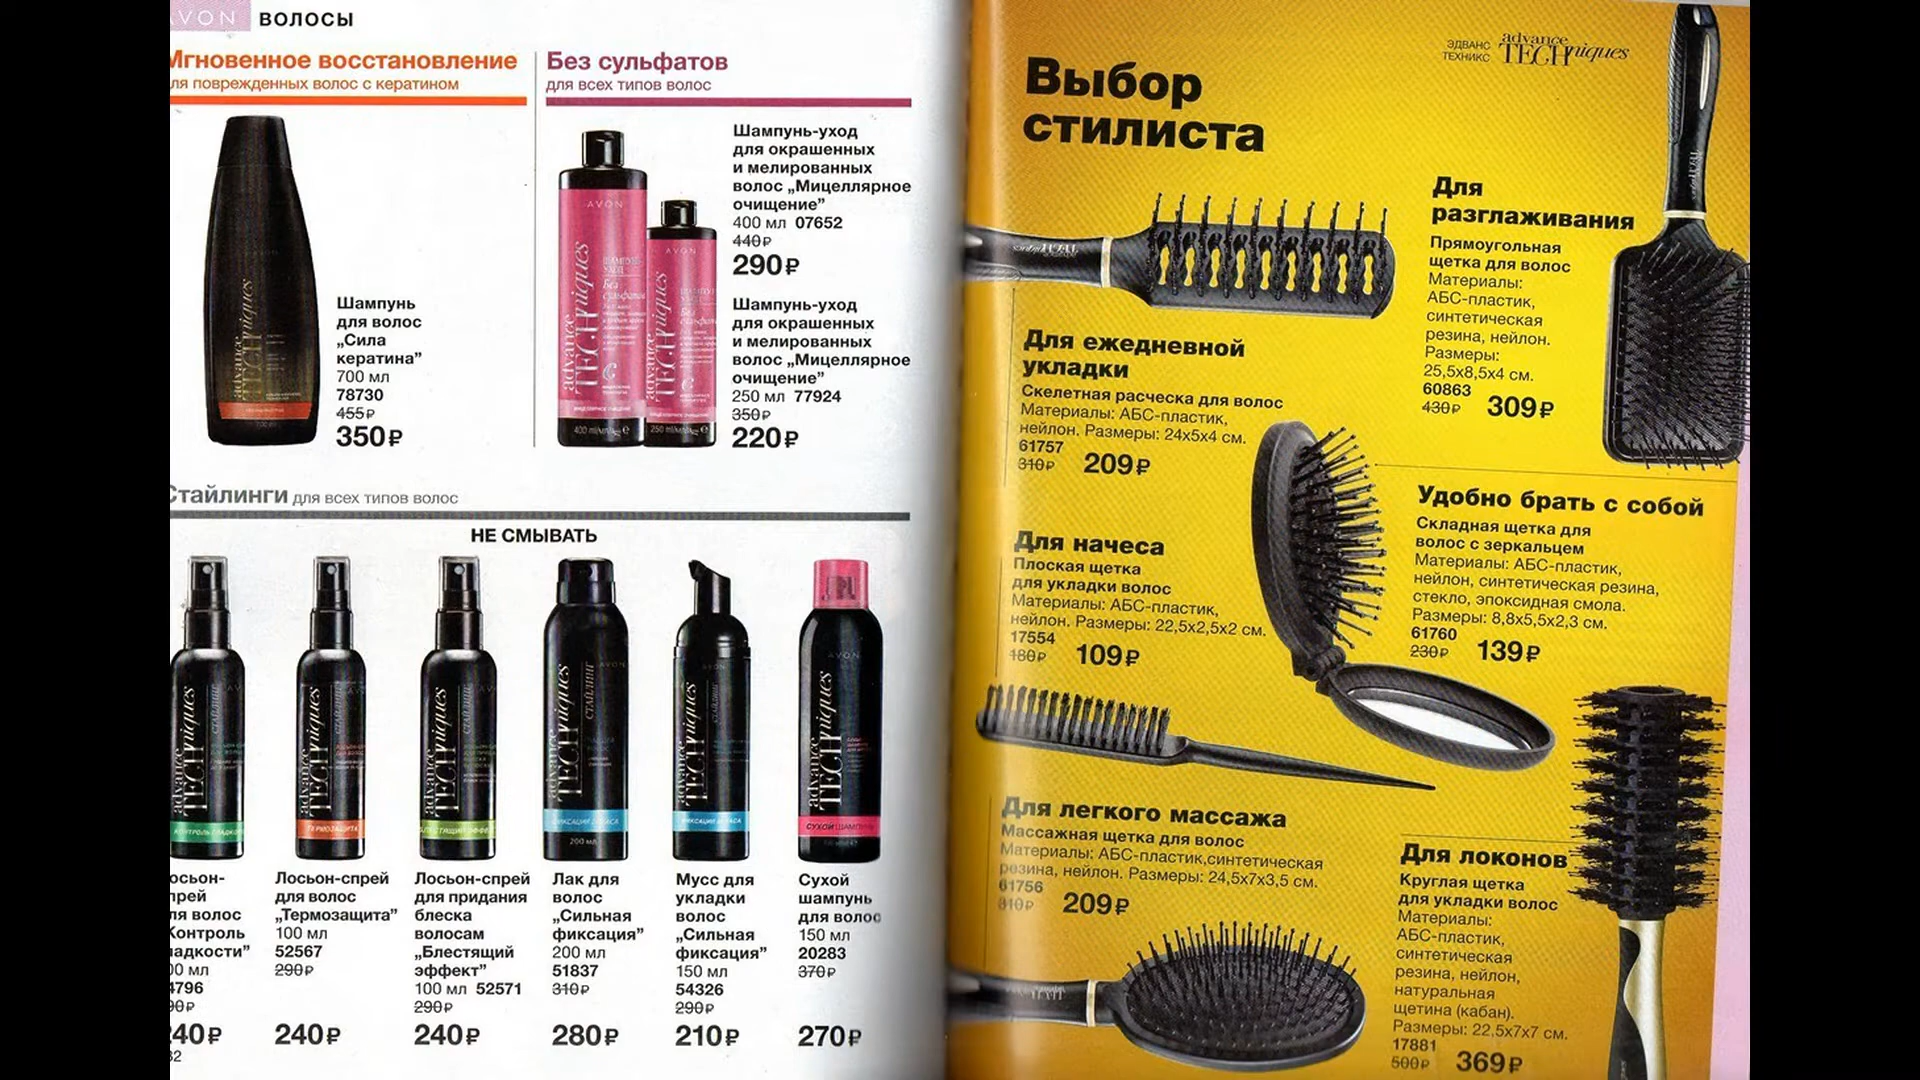 AVON ВОЛОСЫ
Мгновенное восстановление
для поврежденных волос с кератином
Шампунь
для волос
„Сила
кератина”
700 мл
78730
455₽
350₽
Без сульфатов
для всех типов волос
Шампунь-уход
для окрашенных
и мелированных
волос „Мицеллярное
очищение”
400 мл 07652
440₽
290₽
Шампунь-уход
для окрашенных
и мелированных
волос „Мицеллярное
очищение”
250 мл 77924
350₽
220₽
Стайлинги для всех типов волос
НЕ СМЫВАТЬ
волос
Лосьон-спрей
для волос
„Термозащита”
100 мл
52567
290₽
240₽
Лосьон-спрей
для придания
блеска
волосам
„Блестящий
эффект”
100 мл 52571
290₽
240₽
Лак для
волос
„Сильная
фиксация”
200 мл
51837
310₽
280₽
Мусс для
укладки
волос
„Сильная
фиксация”
150 мл
54326
290₽
210₽
Сухой
шампунь
для волос
150 мл
20283
370₽
270₽
ЭДВАНС
ТЕХНИКС
advance
TECHniques
Выбор
стилиста
Для
разглаживания
Прямоугольная
щетка для волос
Материалы:
АБС-пластик,
синтетическая
резина, нейлон.
Размеры:
25,5х8,5х4 см.
60863
430₽ 309₽
Для ежедневной
укладки
Скелетная расческа для волос
Материалы: АБС-пластик,
нейлон. Размеры: 24х5х4 см.
61757
310₽ 209₽
Удобно брать с собой
Складная щетка для
волос с зеркальцем
Материалы: АБС-пластик,
нейлон, синтетическая резина,
стекло, эпоксидная смола.
Размеры: 8,8х5,5х2,3 см.
61760
230₽ 139₽
Для начеса
Плоская щетка
для укладки волос
Материалы: АБС-пластик,
нейлон. Размеры: 22,5х2,5х2 см.
17554
180₽ 109₽
Для легкого массажа
Массажная щетка для волос
Материалы: АБС-пластик,синтетическая
резина, нейлон. Размеры: 24,5х7х3,5 см.
61756
310₽ 209₽
Для локонов
Круглая щетка
для укладки волос
Материалы:
АБС-пластик,
синтетическая
резина, нейлон,
натуральная
щетина (кабан).
Размеры: 22,5х7х7 см.
17881
500₽ 369₽